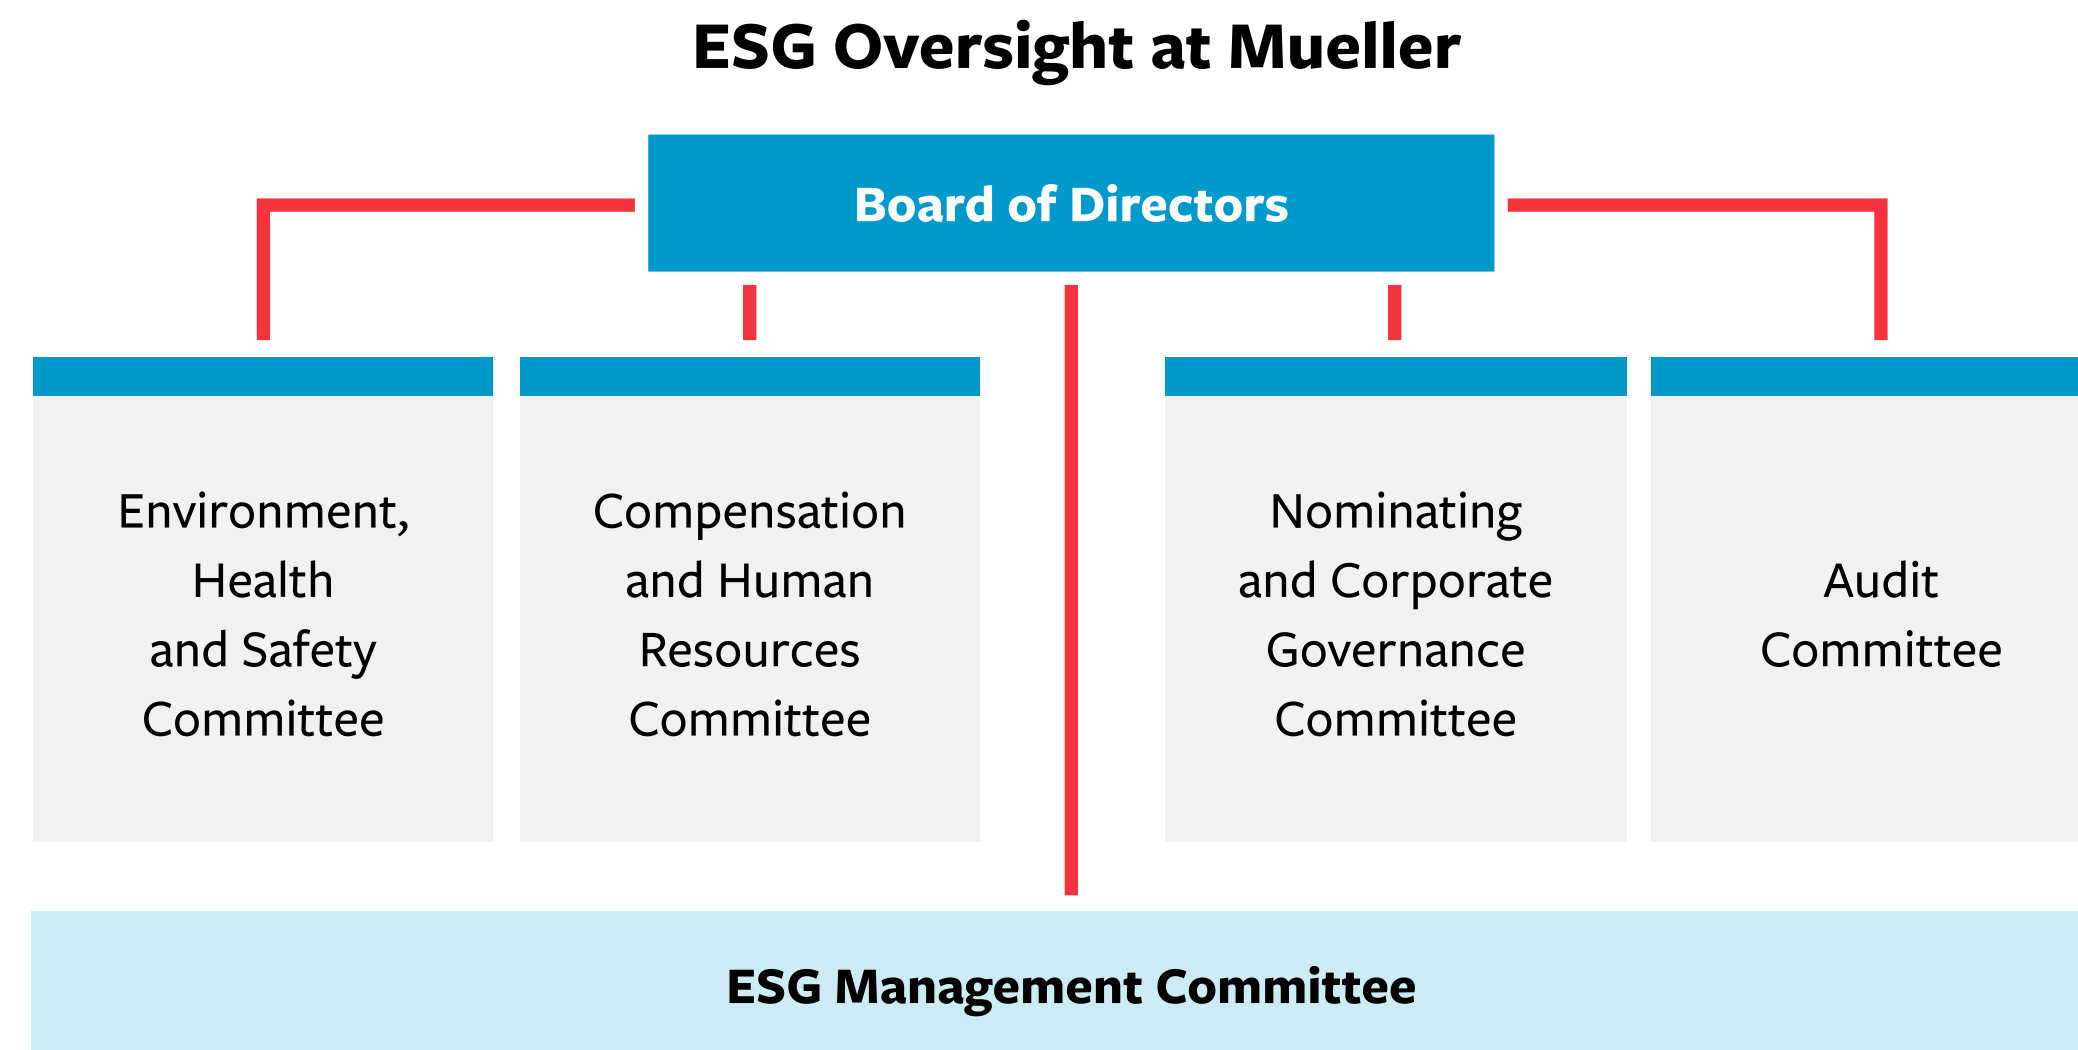 ESG Oversight at Mueller
Board of Directors
Environment,
Health
and Safety
Committee
Compensation
and Human
Resources
Committee
Nominating
and Corporate
Governance
Committee
Audit
Committee
ESG Management Committee